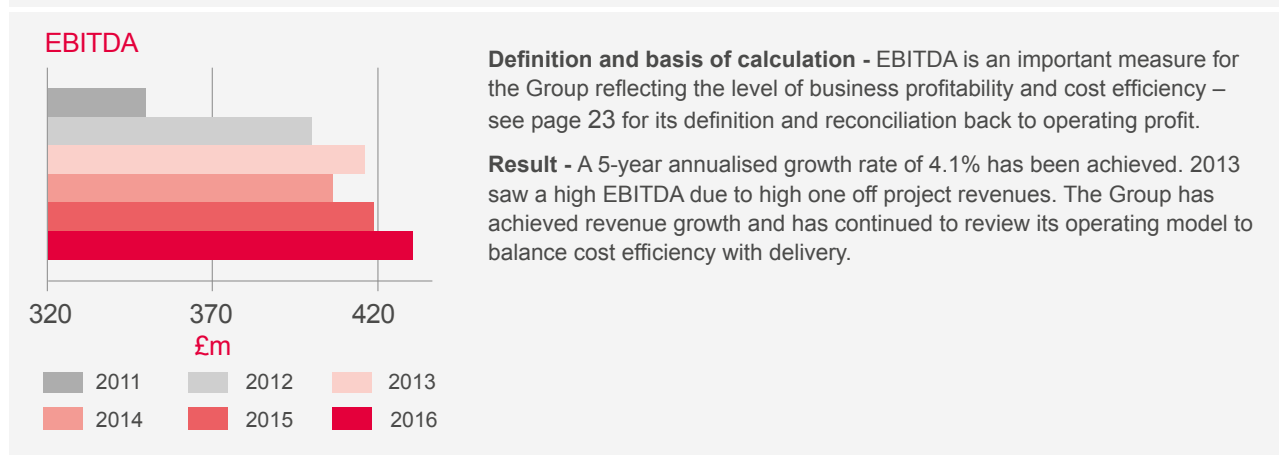 EBITDA
320 370 420
£m
2011 2012 2013
2014 2015 2016
Definition and basis of calculation - EBITDA is an important measure for
the Group reflecting the level of business profitability and cost efficiency –
see page 23 for its definition and reconciliation back to operating profit.
Result - A 5-year annualised growth rate of 4.1% has been achieved. 2013
saw a high EBITDA due to high one off project revenues. The Group has
achieved revenue growth and has continued to review its operating model to
balance cost efficiency with delivery.